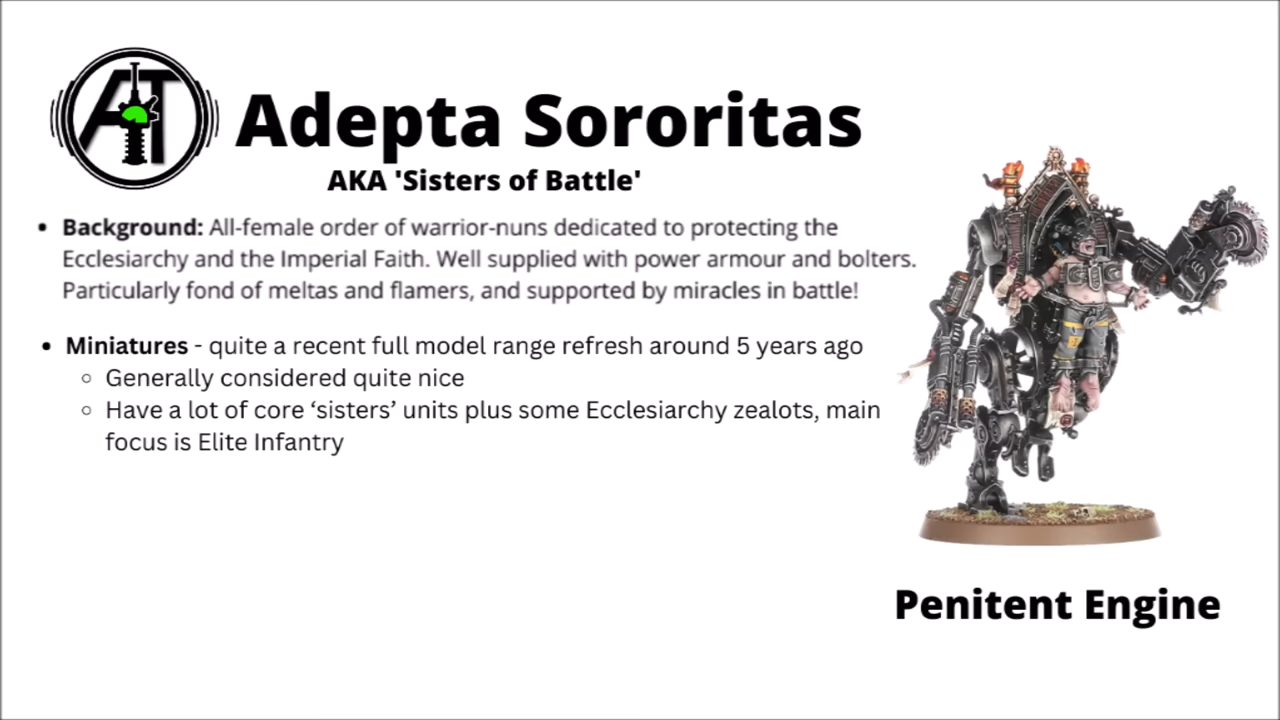 AT
Adepta Sororitas
AKA 'Sisters of Battle'
• Background: All-female order of warrior-nuns dedicated to protecting the
Ecclesiarchy and the Imperial Faith. Well supplied with power armour and bolters.
Particularly fond of meltas and flamers, and supported by miracles in battle!
• Miniatures - quite a recent full model range refresh around 5 years ago
○ Generally considered quite nice
○ Have a lot of core ‘sisters’ units plus some Ecclesiarchy zealots, main
focus is Elite Infantry
Penitent Engine